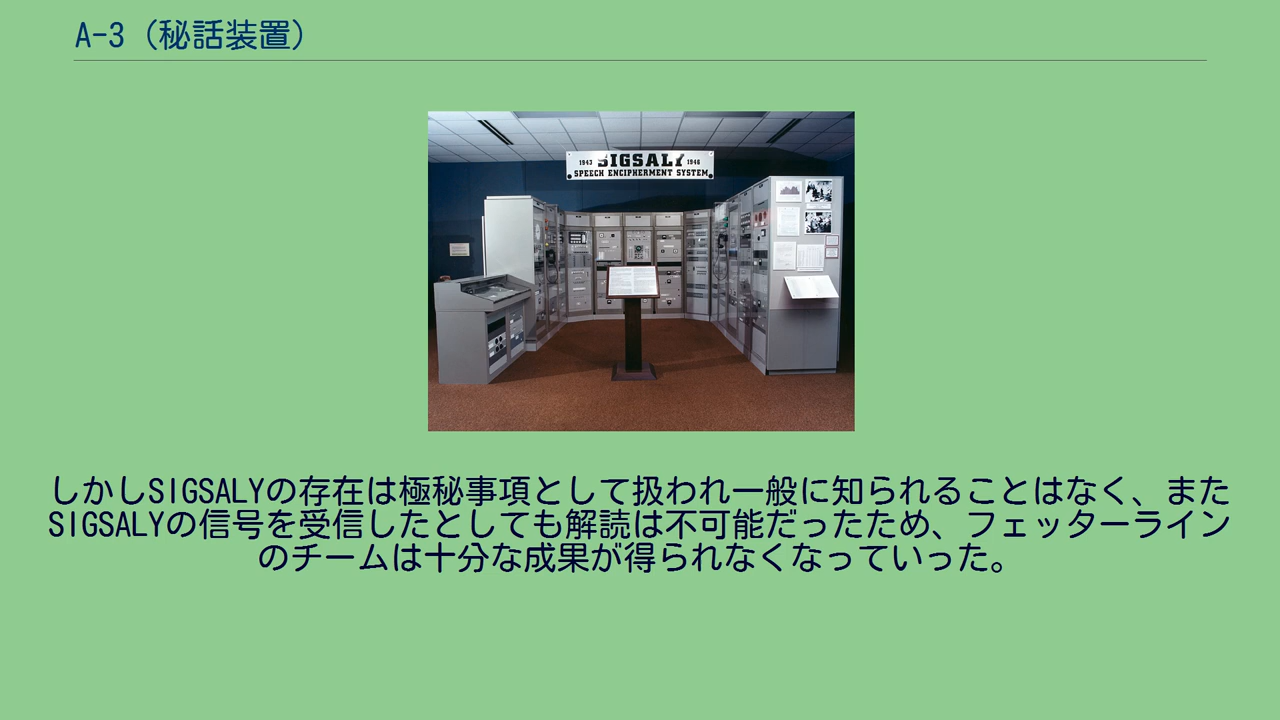 A-3（秘話装置）
1943 SIGSALY 1946
SPEECH ENCIPHERMENT SYSTEM
しかしSIGSALYの存在は極秘事項として扱われ一般に知られることはなく、また
SIGSALYの信号を受信したとしても解読は不可能だったため、フェッターライン
のチームは十分な成果が得られなくなっていった。